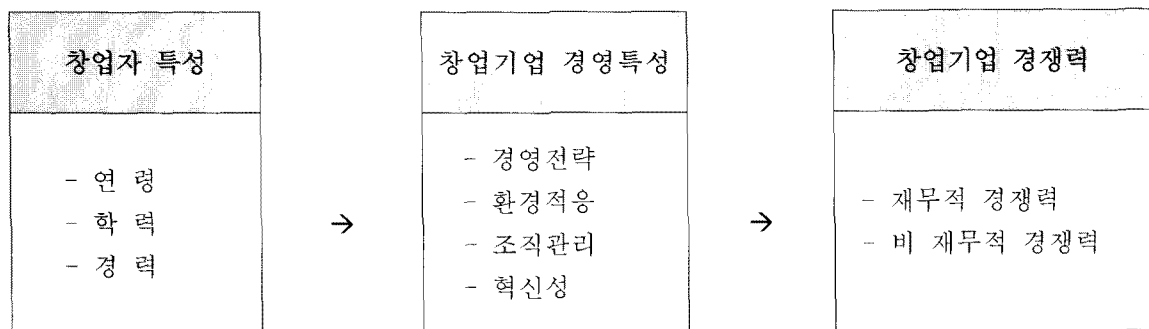 창업자 특성
- 연 령
- 학 력
- 경 력
→
창업기업 경영특성
- 경영전략
- 환경적응
- 조직관리
- 혁신성
→
창업기업 경쟁력
- 재무적 경쟁력
- 비 재무적 경쟁력